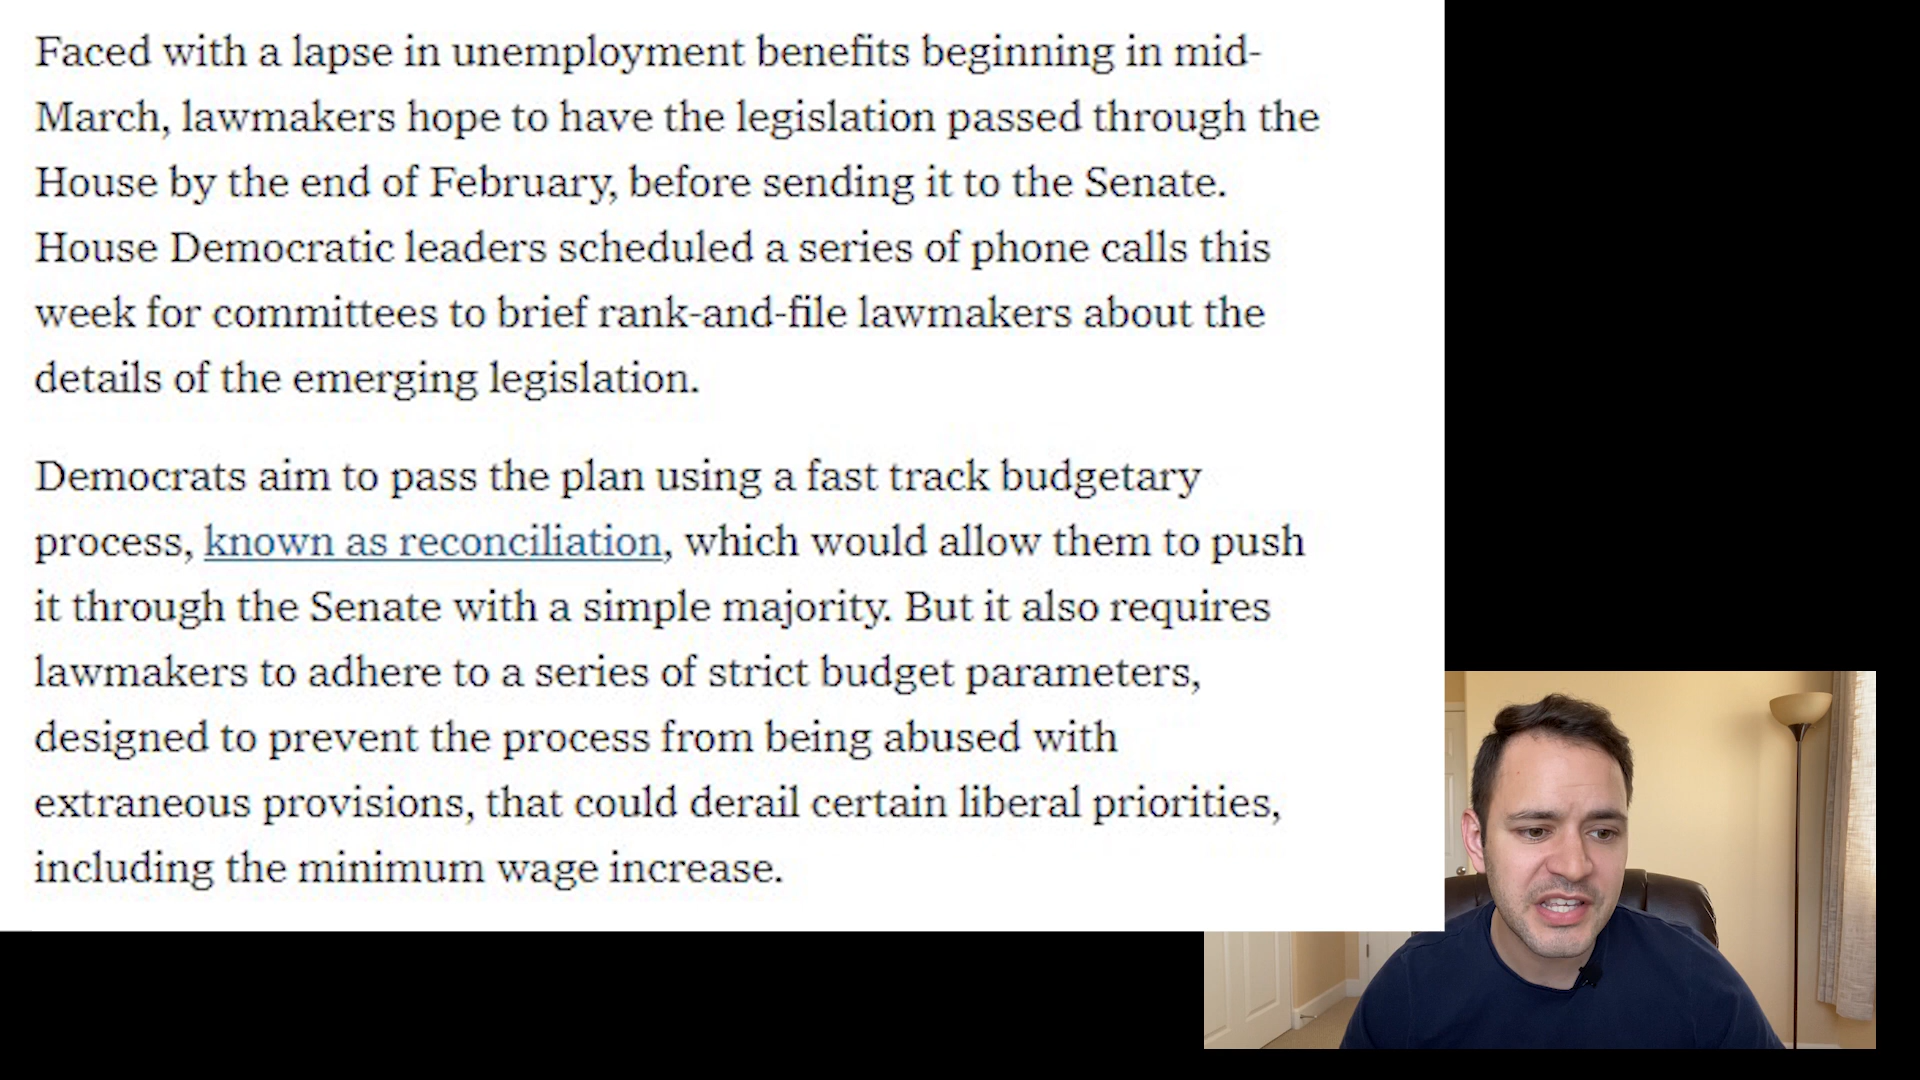 Faced with a lapse in unemployment benefits beginning in mid-
March, lawmakers hope to have the legislation passed through the
House by the end of February, before sending it to the Senate.
House Democratic leaders scheduled a series of phone calls this
week for committees to brief rank-and-file lawmakers about the
details of the emerging legislation.
Democrats aim to pass the plan using a fast track budgetary
process, known as reconciliation, which would allow them to push
it through the Senate with a simple majority. But it also requires
lawmakers to adhere to a series of strict budget parameters,
designed to prevent the process from being abused with
extraneous provisions, that could derail certain liberal priorities,
including the minimum wage increase.